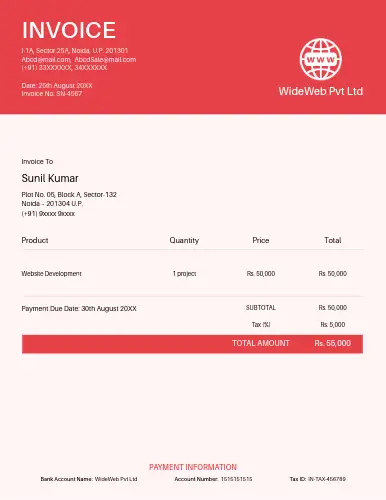 INVOICE
I-1A, Sector 25A, Noida, U.P. 201301
Abcd@mail.com, AbcdSale@mail.com
(+91) 33XXXXXX, 34XXXXXX
Date: 25th August 20XX
Invoice No. SN-4567
WWW
WideWeb Pvt Ltd
Invoice To
Sunil Kumar
Plot No. 05, Block A, Sector-132
Noida – 201304 U.P.
(+91) 9xxxx 9xxxx
Product Quantity Price Total
Website Development 1 project Rs. 50,000 Rs. 50,000
Payment Due Date: 30th August 20XX SUBTOTAL Rs. 50,000
Tax (%) Rs. 5,000
TOTAL AMOUNT Rs. 55,000
PAYMENT INFORMATION
Bank Account Name: WideWeb Pvt Ltd Account Number: 1515151515 Tax ID: IN-TAX-456789